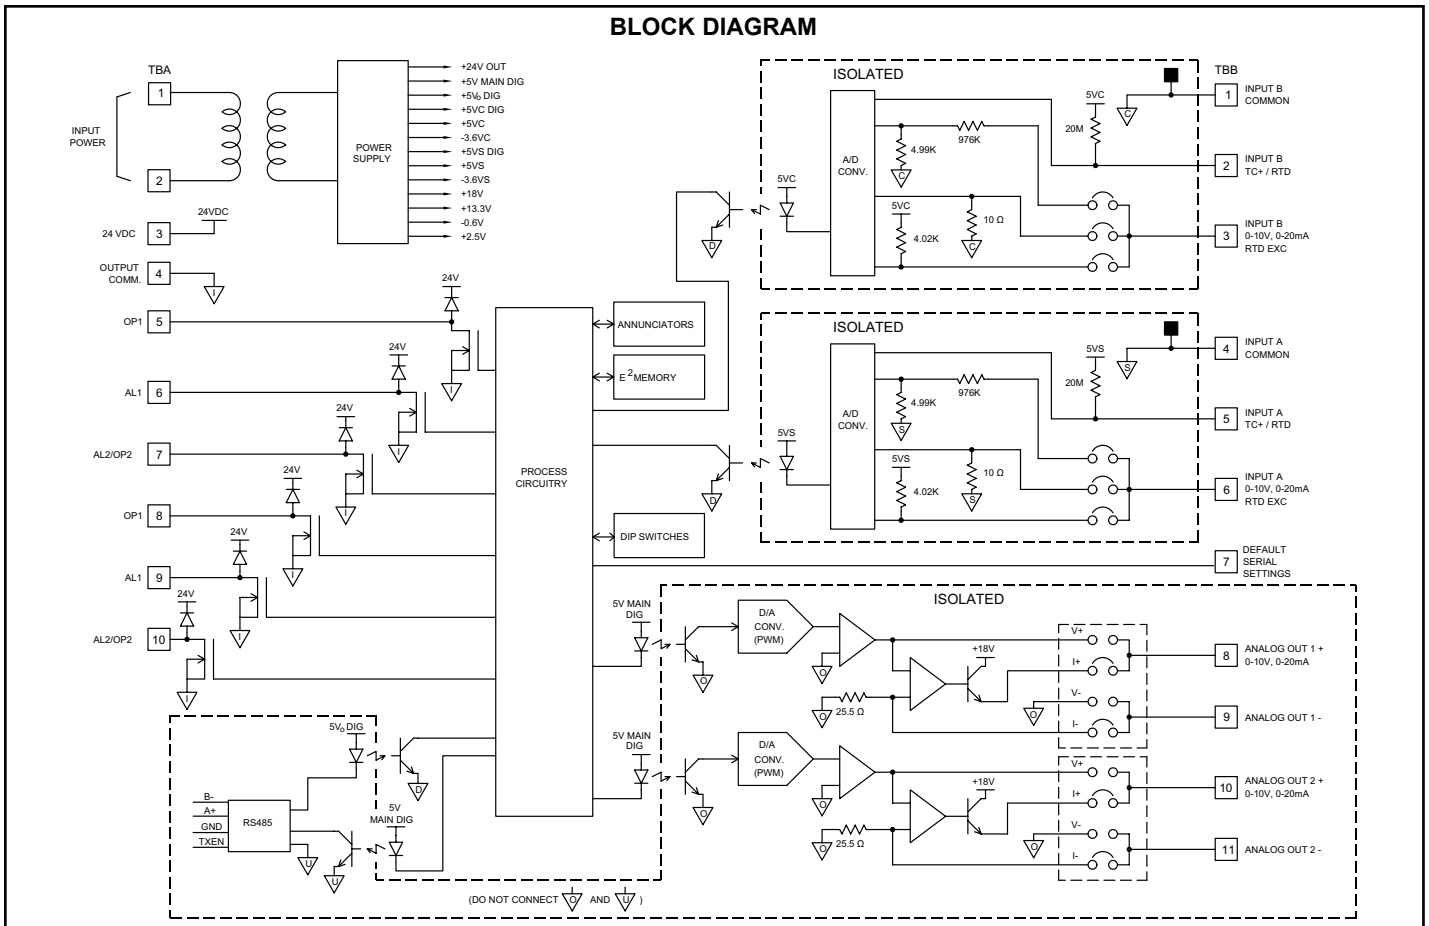 BLOCK DIAGRAM
TBA
1
2
INPUT
POWER
POWER
SUPPLY
+24V OUT
+5V MAIN DIG
+5VO DIG
+5VC DIG
+5VC
-3.6VC
+5VS DIG
+5VS
-3.6VS
+18V
+13.3V
-0.6V
+2.5V
24 VDC
3
24VDC
OUTPUT
COMM.
4
I
OP1
5
24V
I
AL1
6
24V
I
AL2/OP2
7
24V
I
OP1
8
24V
I
AL1
9
24V
I
AL2/OP2
10
24V
I
PROCESS
CIRCUITRY
ANNUNCIATORS
E2MEMORY
DIP SWITCHES
D
D
ISOLATED
A/D
CONV.
5VC
4.99K
C
976K
5VC
20M
5VC
4.02K
10 Ω
C
C
TBB
1
INPUT B
COMMON
2
INPUT B
TC+ / RTD
3
INPUT B
0-10V, 0-20mA
RTD EXC
ISOLATED
A/D
CONV.
5VS
4.99K
S
976K
5VS
20M
5VS
4.02K
10 Ω
S
S
4
INPUT A
COMMON
5
INPUT A
TC+ / RTD
6
INPUT A
0-10V, 0-20mA
RTD EXC
7
DEFAULT
SERIAL
SETTINGS
ISOLATED
5V MAIN
DIG
O
D/A
CONV.
(PWM)
O
O
25.5 Ω
+18V
V+
I+
V-
I-
O
8
ANALOG OUT 1 +
0-10V, 0-20mA
9
ANALOG OUT 1 -
5V MAIN
DIG
O
D/A
CONV.
(PWM)
O
O
25.5 Ω
+18V
V+
I+
V-
I-
O
10
ANALOG OUT 2 +
0-10V, 0-20mA
11
ANALOG OUT 2 -
5VO DIG
D
B-
A+
GND
TXEN
RS485
U
U
5V
MAIN DIG
(DO NOT CONNECT O AND U )